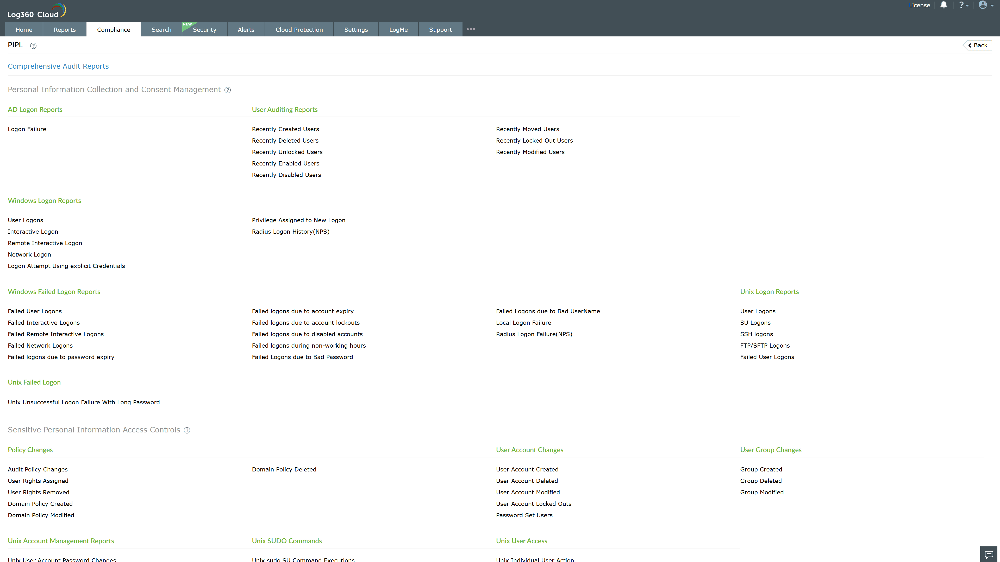 License
?
Log360 Cloud
Home
Reports
Compliance
Search
NEW
Security
Alerts
Cloud Protection
Settings
LogMe
Support
PIPL ?
Back
Comprehensive Audit Reports
Personal Information Collection and Consent Management ?
AD Logon Reports
Logon Failure
User Auditing Reports
Recently Created Users
Recently Deleted Users
Recently Unlocked Users
Recently Enabled Users
Recently Disabled Users
Recently Moved Users
Recently Locked Out Users
Recently Modified Users
Windows Logon Reports
User Logons
Interactive Logon
Remote Interactive Logon
Network Logon
Logon Attempt Using explicit Credentials
Privilege Assigned to New Logon
Radius Logon History(NPS)
Windows Failed Logon Reports
Failed User Logons
Failed Interactive Logons
Failed Remote Interactive Logons
Failed Network Logons
Failed logons due to password expiry
Failed logons due to account expiry
Failed logons due to account lockouts
Failed logons due to disabled accounts
Failed logons during non-working hours
Failed Logons due to Bad Password
Failed Logons due to Bad UserName
Local Logon Failure
Radius Logon Failure(NPS)
Unix Logon Reports
User Logons
SU Logons
SSH logons
FTP/SFTP Logons
Failed User Logons
Unix Failed Logon
Unix Unsuccessful Logon Failure With Long Password
Sensitive Personal Information Access Controls ?
Policy Changes
Audit Policy Changes
User Rights Assigned
User Rights Removed
Domain Policy Created
Domain Policy Modified
Domain Policy Deleted
User Account Changes
User Account Created
User Account Deleted
User Account Modified
User Account Locked Outs
Password Set Users
User Group Changes
Group Created
Group Deleted
Group Modified
Unix Account Management Reports
Unix User Account Password Changes
Unix SUDO Commands
Unix sudo SU Command Executions
Unix User Access
Unix Individual User Action